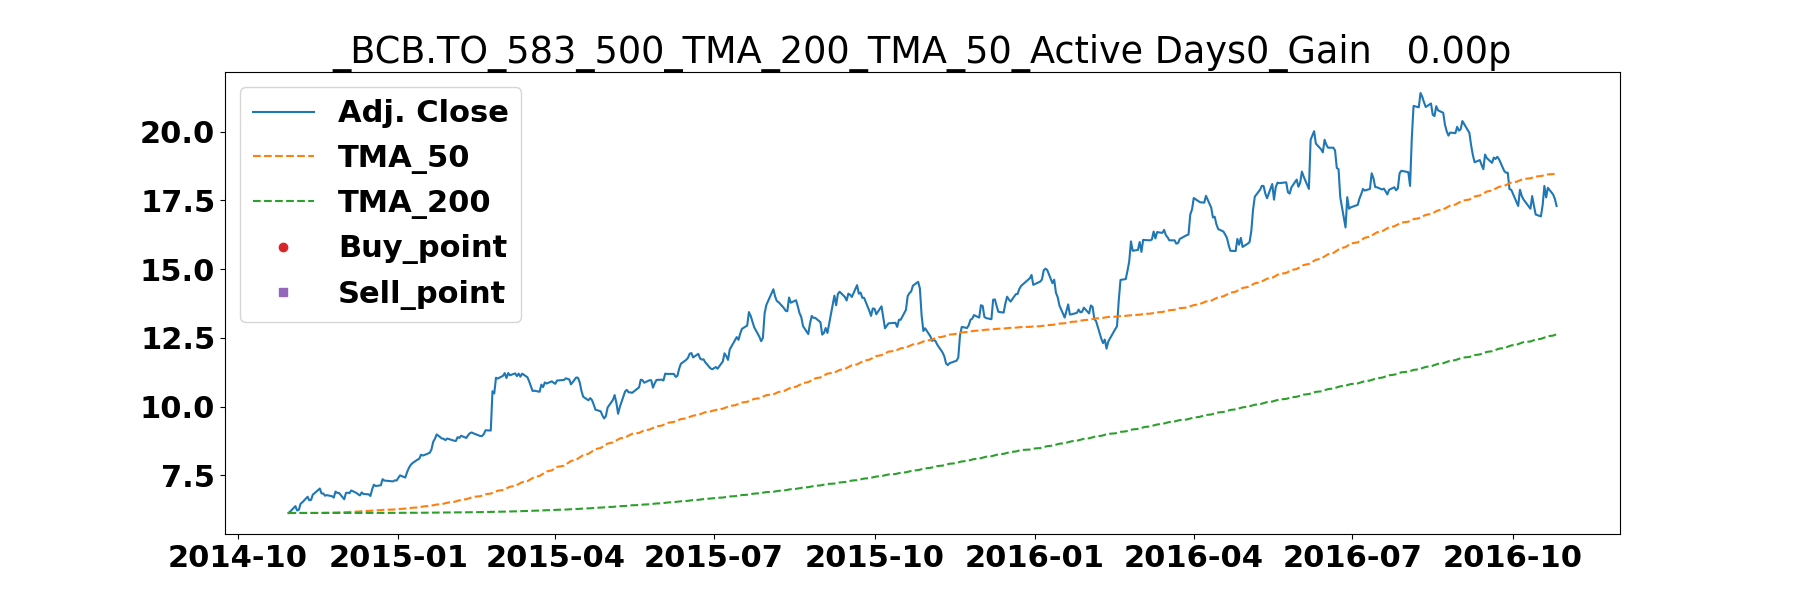 _BCB.TO_583_500_TMA_200_TMA_50_Active Days0_Gain   0.00p
Adj. Close
TMA_50
TMA_200
Buy_point
Sell_point
20.0
17.5
15.0
12.5
10.0
7.5
2014-10 2015-01 2015-04 2015-07 2015-10 2016-01 2016-04 2016-07 2016-10